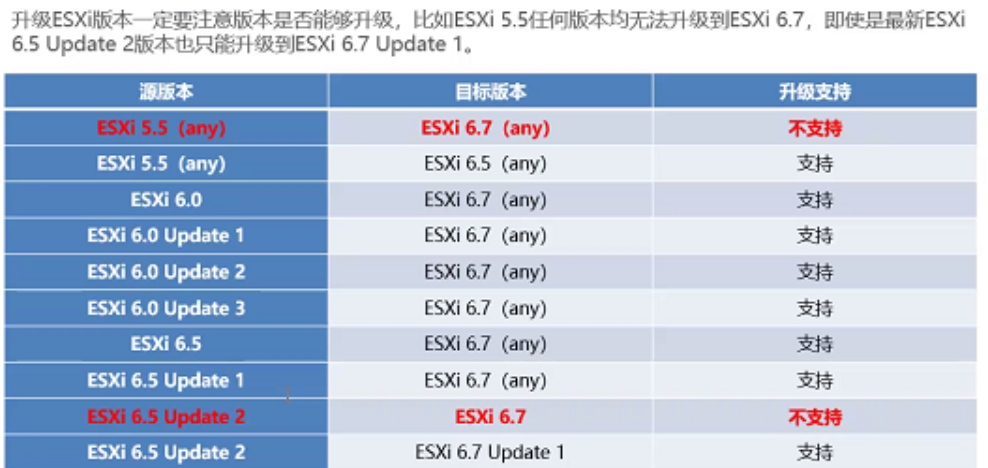 升级ESXi版本一定要注意版本是否能够升级，比如ESXi 5.5任何版本均无法升级到ESXi 6.7，即使是最新ESXi
6.5 Update 2版本也只能升级到ESXi 6.7 Update 1。
源版本 目标版本 升级支持
ESXi 5.5（any） ESXi 6.7（any） 不支持
ESXi 5.5（any） ESXi 6.5（any） 支持
ESXi 6.0 ESXi 6.7（any） 支持
ESXi 6.0 Update 1 ESXi 6.7（any） 支持
ESXi 6.0 Update 2 ESXi 6.7（any） 支持
ESXi 6.0 Update 3 ESXi 6.7（any） 支持
ESXi 6.5 ESXi 6.7（any） 支持
ESXi 6.5 Update 1 ESXi 6.7（any） 支持
ESXi 6.5 Update 2 ESXi 6.7 不支持
ESXi 6.5 Update 2 ESXi 6.7 Update 1 支持